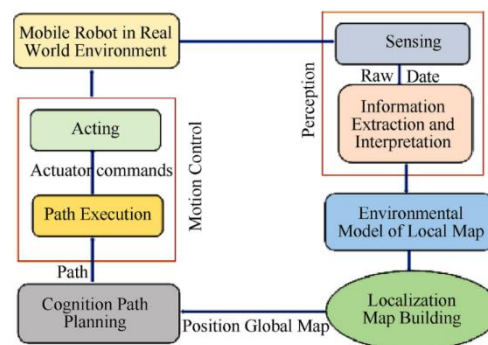 Mobile Robot in Real
World Environment
Sensing
Raw Date
Information
Extraction and
Interpretation
Perception
Acting
Actuator commands
Path Execution
Motion Control
Environmental
Model of Local Map
Path
Cognition Path
Planning
Position Global Map
Localization
Map Building